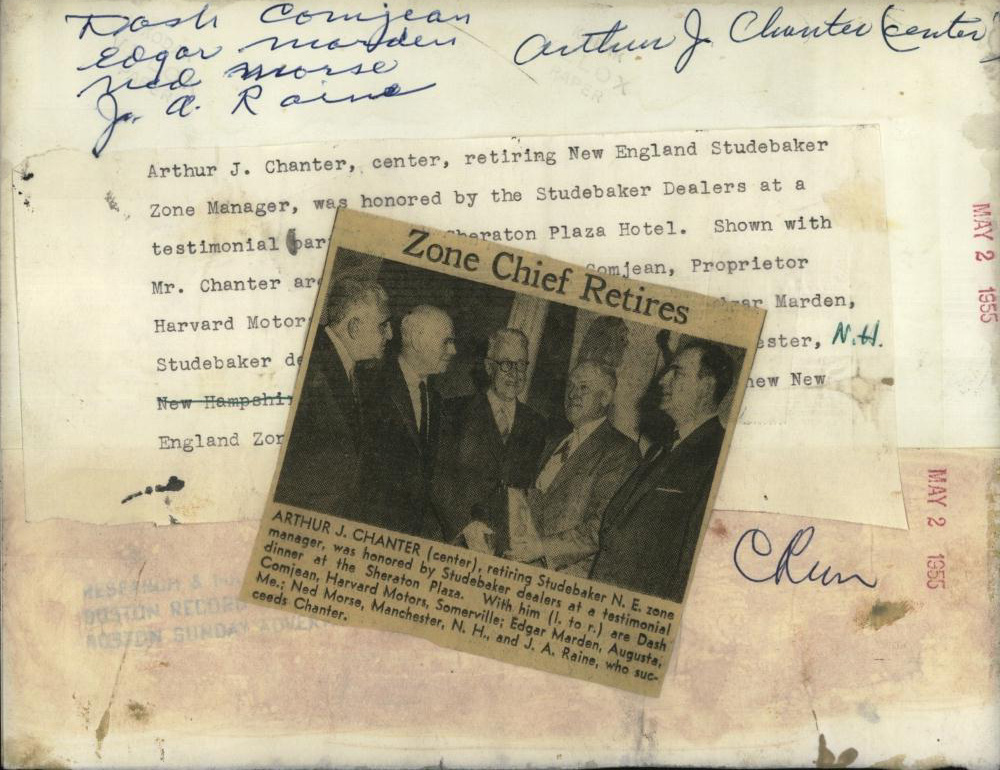 Dash Comjean
Edgar Marden
Ned Morse
J. A. Raine
Arthur J Chanter (center)
Arthur J. Chanter, center, retiring New England Studebaker
Zone Manager, was honored by the Studebaker Dealers at a
testimonial Sheraton Plaza Hotel. Shown with
Mr. Chanter are Comjean, Proprietor
Harvard Motor Marden,
Studebaker N.H.
New Hampshi new New
England Zon
Zone Chief Retires
ARTHUR J. CHANTER (center), retiring Studebaker N. E. zone
manager, was honored by Studebaker dealers at a testimonial
dinner at the Sheraton Plaza. With him (l. to r.) are Dash
Comjean, Harvard Motors, Somerville; Edgar Marden, Augusta,
Me.; Ned Morse, Manchester, N. H., and J. A. Raine, who suc-
ceeds Chanter.
MAY 2 1955
MAY 2 1955
BOSTON RECORD
BOSTON SUNDAY